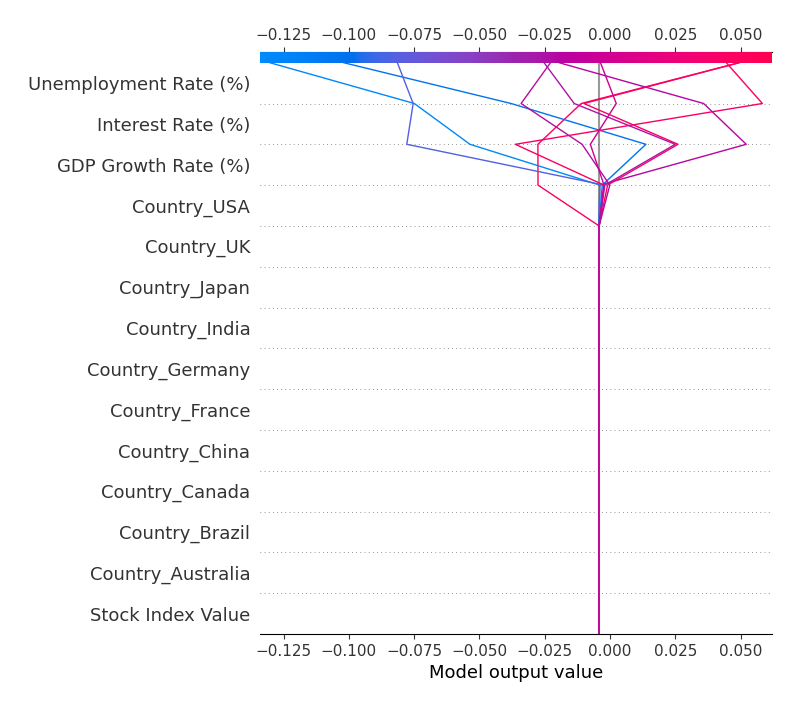 −0.125 −0.100 −0.075 −0.050 −0.025 0.000 0.025 0.050
Unemployment Rate (%)
Interest Rate (%)
GDP Growth Rate (%)
Country_USA
Country_UK
Country_Japan
Country_India
Country_Germany
Country_France
Country_China
Country_Canada
Country_Brazil
Country_Australia
Stock Index Value
−0.125 −0.100 −0.075 −0.050 −0.025 0.000 0.025 0.050
Model output value